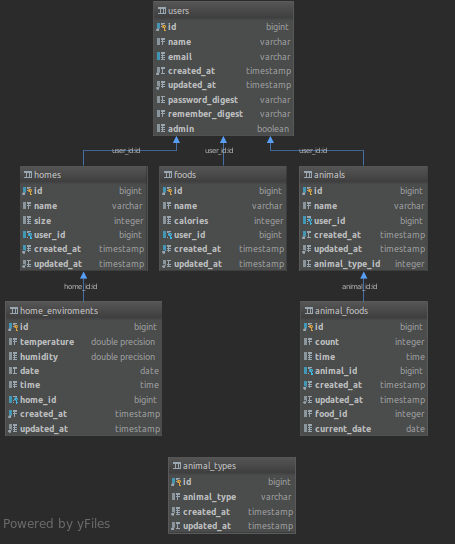 users
id bigint
name varchar
email varchar
created_at timestamp
updated_at timestamp
password_digest varchar
remember_digest varchar
admin boolean
user_id:id user_id:id user_id:id
homes
id bigint
name varchar
size integer
user_id bigint
created_at timestamp
updated_at timestamp
foods
id bigint
name varchar
calories integer
user_id bigint
created_at timestamp
updated_at timestamp
animals
id bigint
name varchar
user_id bigint
created_at timestamp
updated_at timestamp
animal_type_id integer
home_id:id animal_id:id
home_enviroments
id bigint
temperature double precision
humidity double precision
date date
time time
home_id bigint
created_at timestamp
updated_at timestamp
animal_foods
id bigint
count integer
time time
animal_id bigint
created_at timestamp
updated_at timestamp
food_id integer
current_date date
animal_types
id bigint
animal_type varchar
created_at timestamp
updated_at timestamp
Powered by yFiles